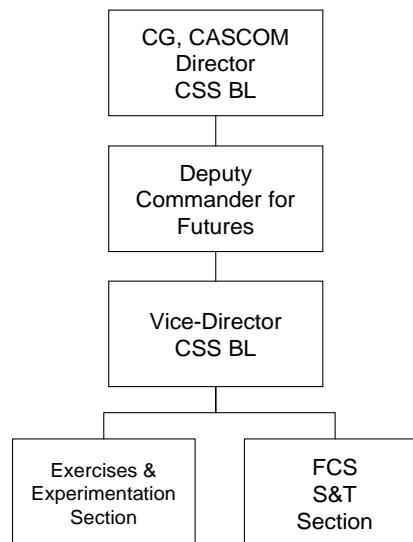 CG, CASCOM
Director
CSS BL
Deputy
Commander for
Futures
Vice-Director
CSS BL
Exercises &
Experimentation
Section
FCS
S&T
Section